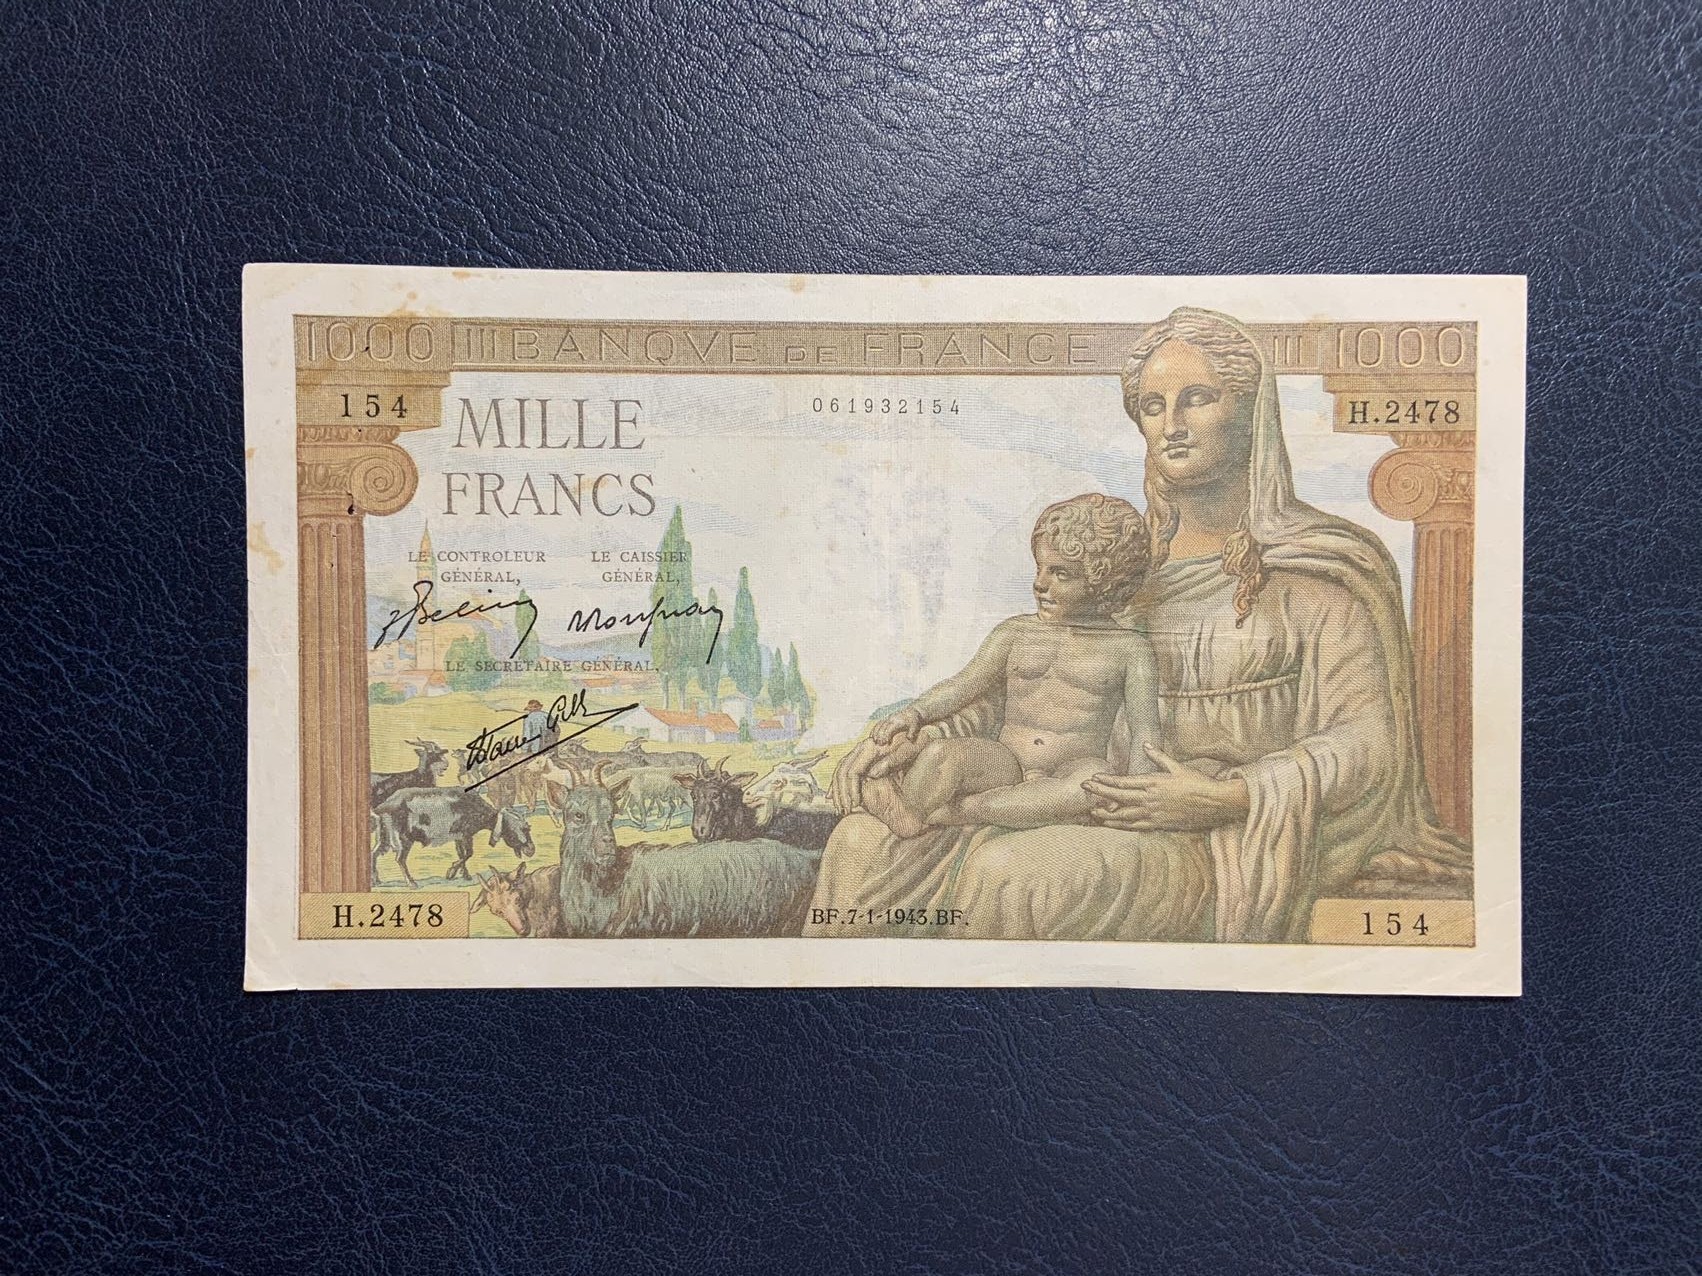 1000 BANQVE DE FRANCE 1000
154 MILLE 061932154 H.2478
FRANCS
LE CONTROLEUR LE CAISSIER
GÉNÉRAL, GÉNÉRAL,
LE SECRÉTAIRE GÉNÉRAL,
H.2478 BF.7-1-1943.BF. 154